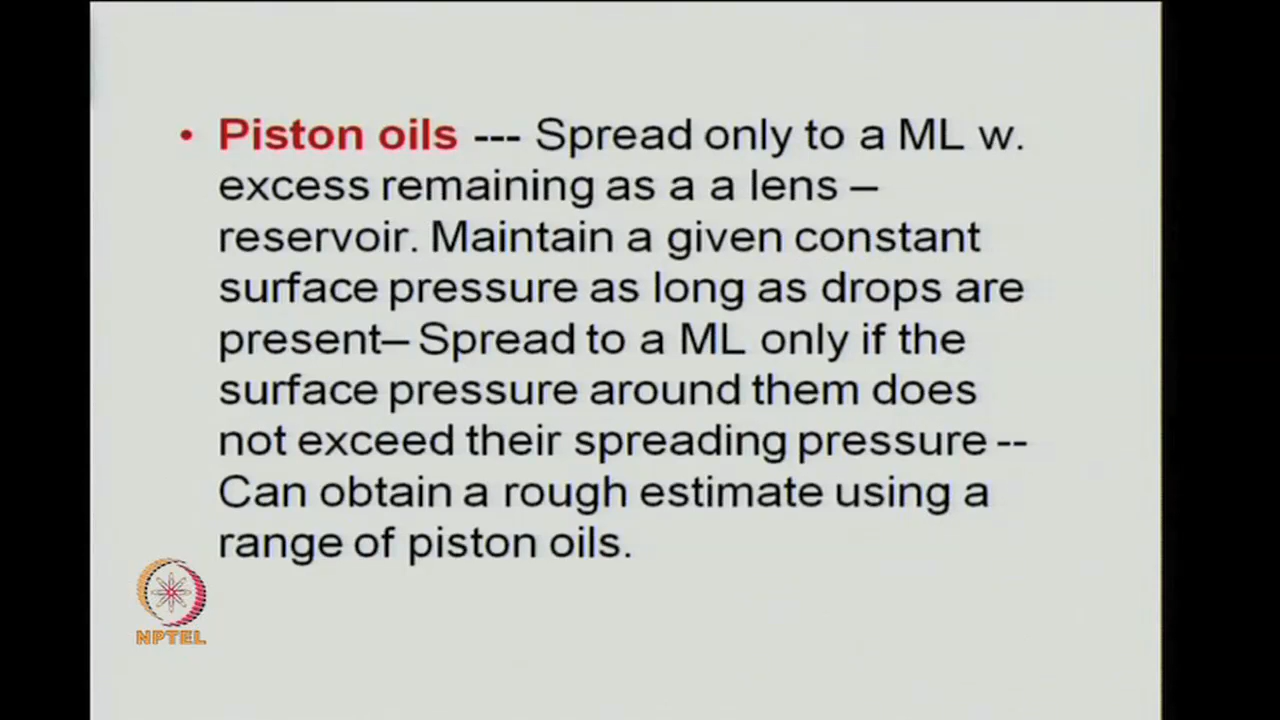 • Piston oils --- Spread only to a ML w.
excess remaining as a a lens –
reservoir. Maintain a given constant
surface pressure as long as drops are
present– Spread to a ML only if the
surface pressure around them does
not exceed their spreading pressure --
Can obtain a rough estimate using a
range of piston oils.
NPTEL